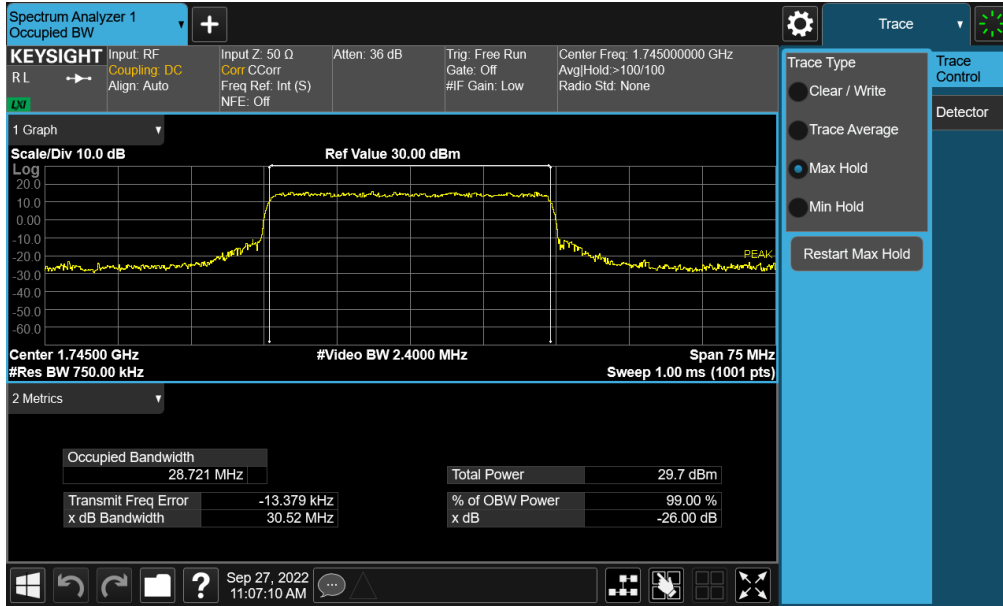 Spectrum Analyzer 1
Occupied BW
+
Trace
KEYSIGHT
R L
LXI
Input: RF
Coupling: DC
Align: Auto
Input Z: 50 Ω
Corr CCorr
Freq Ref: Int (S)
NFE: Off
Atten: 36 dB
Trig: Free Run
Gate: Off
#IF Gain: Low
Center Freq: 1.745000000 GHz
Avg|Hold:>100/100
Radio Std: None
Trace Type
Clear / Write
Trace Average
Max Hold
Min Hold
Restart Max Hold
Trace
Control
Detector
1 Graph
Scale/Div 10.0 dB
Ref Value 30.00 dBm
Log
20.0
10.0
0.00
-10.0
-20.0
-30.0
-40.0
-50.0
-60.0
PEAK
Center 1.74500 GHz
#Video BW 2.4000 MHz
Span 75 MHz
#Res BW 750.00 kHz
Sweep 1.00 ms (1001 pts)
2 Metrics
Occupied Bandwidth
28.721 MHz
Total Power 29.7 dBm
Transmit Freq Error -13.379 kHz
% of OBW Power 99.00 %
x dB Bandwidth 30.52 MHz
x dB -26.00 dB
?
Sep 27, 2022
11:07:10 AM